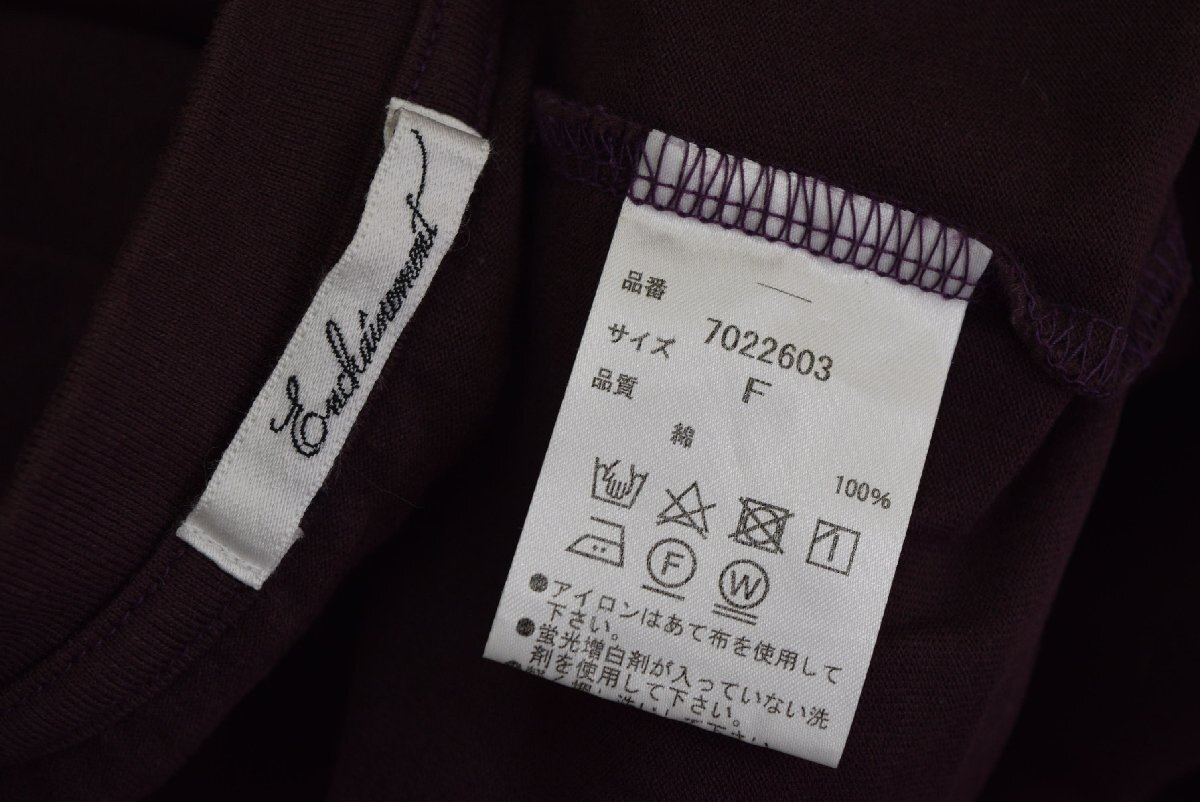 Enchainement
品番
7022603
サイズ
F
品質
綿 100%
F W
●アイロンはあて布を使用して
下さい。
●蛍光増白剤が入っていない洗
剤を使用して下さい。